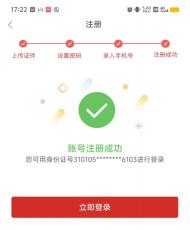 17:22
注册
上传证件 设置密码 录入手机号 注册成功
账号注册成功
您可用身份证号310105********6103进行登录
立即登录